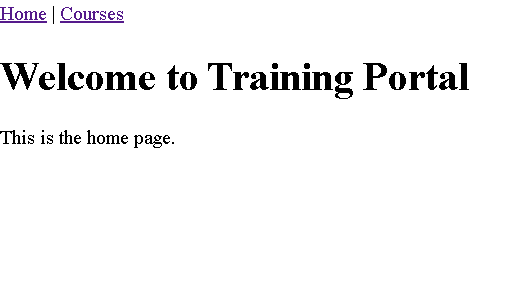 Home | Courses
Welcome to Training Portal
This is the home page.